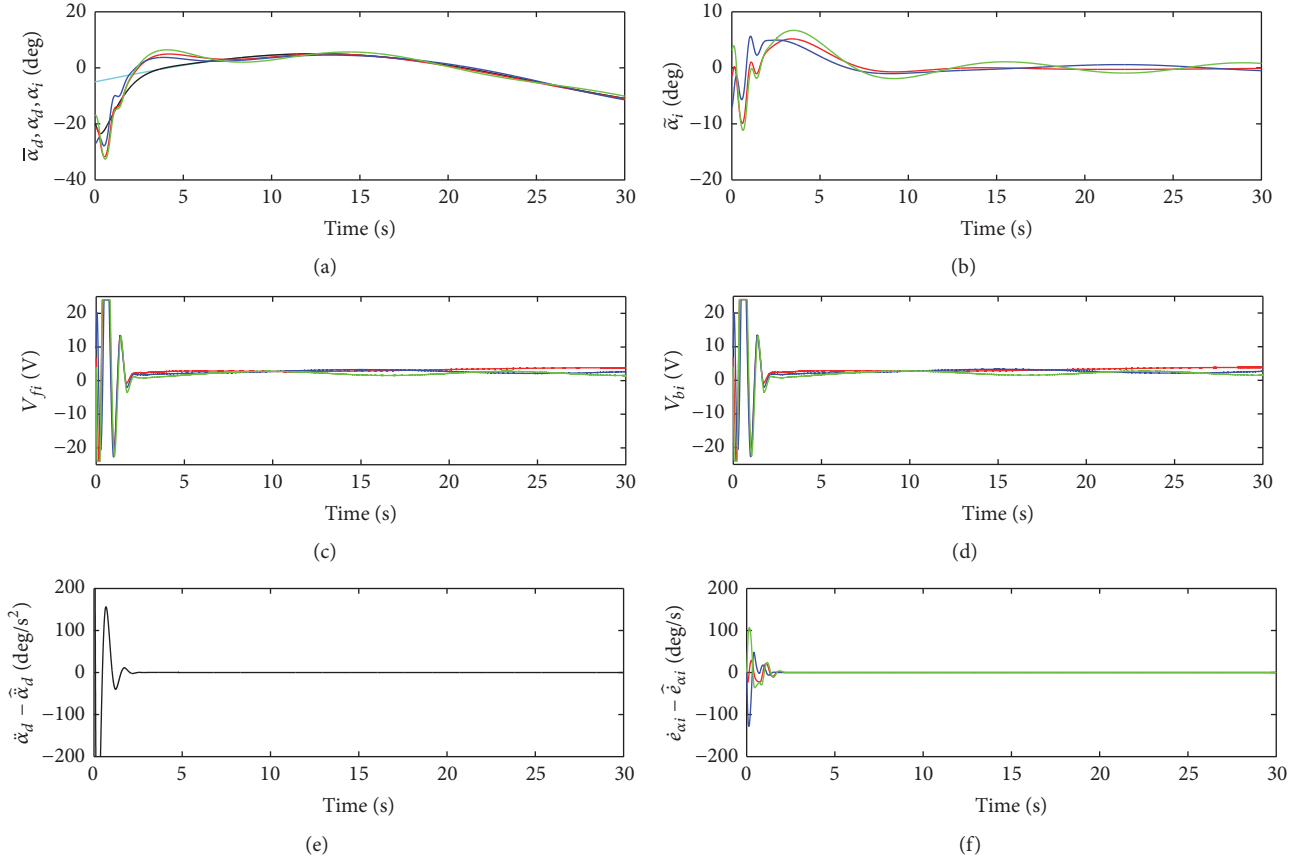 20
0
−20
−40
0 5 10 15 20 25 30
α̅_d, α_d, α_i (deg)
Time (s)
(a)
10
0
−10
−20
0 5 10 15 20 25 30
α̃_i (deg)
Time (s)
(b)
20
10
0
−10
−20
0 5 10 15 20 25 30
V_fi (V)
Time (s)
(c)
20
10
0
−10
−20
0 5 10 15 20 25 30
V_bi (V)
Time (s)
(d)
200
100
0
−100
−200
0 5 10 15 20 25 30
α̈_d − α̈̂_d (deg/s²)
Time (s)
(e)
200
100
0
−100
−200
0 5 10 15 20 25 30
ė_αi − ė̂_αi (deg/s)
Time (s)
(f)